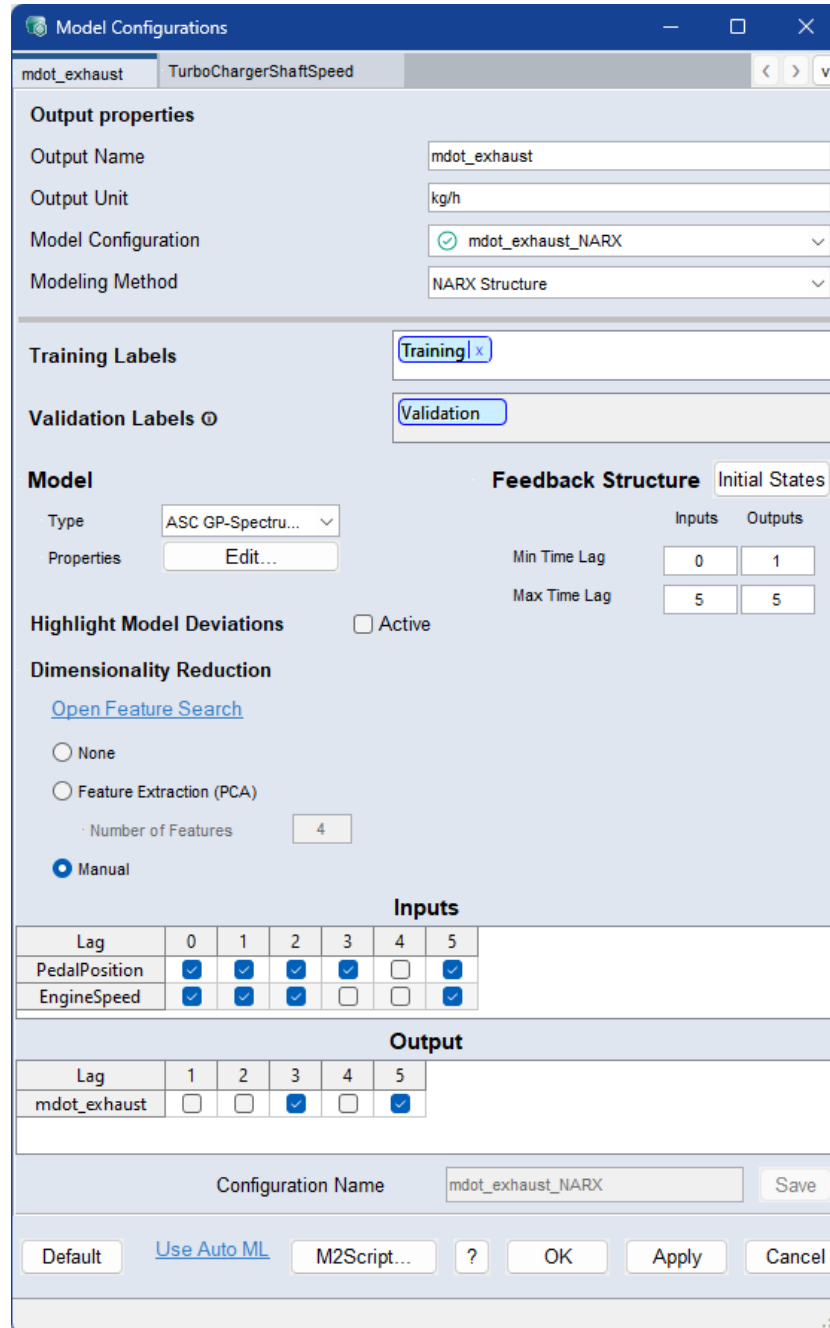 Model Configurations
mdot_exhaust TurboChargerShaftSpeed
Output properties
Output Name mdot_exhaust
Output Unit kg/h
Model Configuration mdot_exhaust_NARX
Modeling Method NARX Structure
Training Labels Training x
Validation Labels Validation
Model Feedback Structure Initial States
Type ASC GP-Spectru... Inputs Outputs
Properties Edit... Min Time Lag 0 1
Max Time Lag 5 5
Highlight Model Deviations Active
Dimensionality Reduction
Open Feature Search
None
Feature Extraction (PCA)
Number of Features 4
Manual
Inputs
Lag 0 1 2 3 4 5
PedalPosition
EngineSpeed
Output
Lag 1 2 3 4 5
mdot_exhaust
Configuration Name mdot_exhaust_NARX Save
Default Use Auto ML M2Script... ? OK Apply Cancel